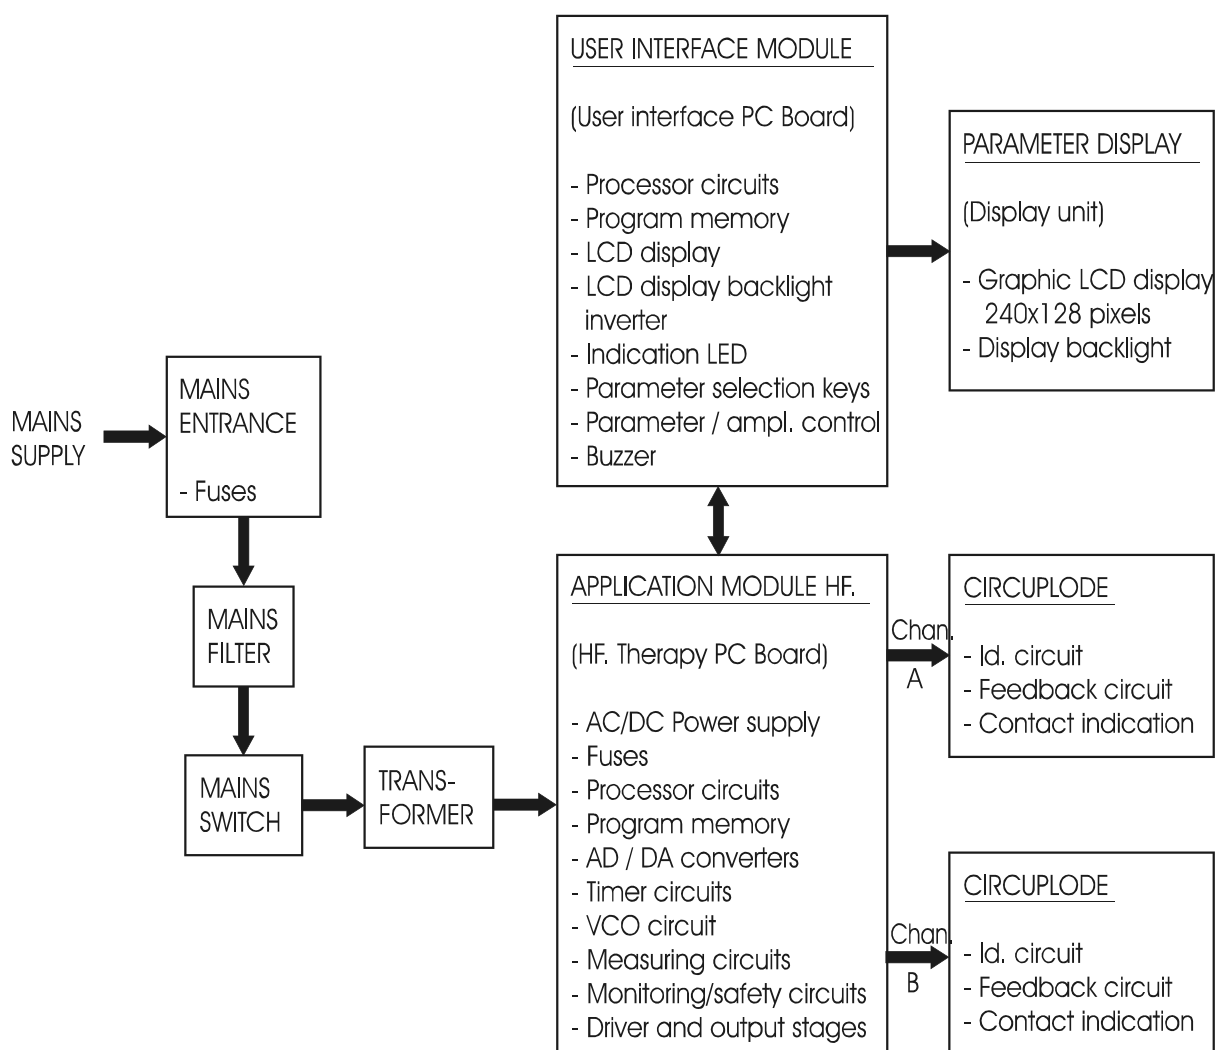 USER INTERFACE MODULE
(User interface PC Board)
- Processor circuits
- Program memory
- LCD display
- LCD display backlight
inverter
- Indication LED
- Parameter selection keys
- Parameter / ampl. control
- Buzzer
PARAMETER DISPLAY
(Display unit)
- Graphic LCD display
240x128 pixels
- Display backlight
MAINS
SUPPLY
MAINS
ENTRANCE
- Fuses
MAINS
FILTER
MAINS
SWITCH
TRANS-
FORMER
APPLICATION MODULE HF.
(HF. Therapy PC Board)
- AC/DC Power supply
- Fuses
- Processor circuits
- Program memory
- AD / DA converters
- Timer circuits
- VCO circuit
- Measuring circuits
- Monitoring/safety circuits
- Driver and output stages
Chan.
A
CIRCUPLODE
- Id. circuit
- Feedback circuit
- Contact indication
Chan.
B
CIRCUPLODE
- Id. circuit
- Feedback circuit
- Contact indication